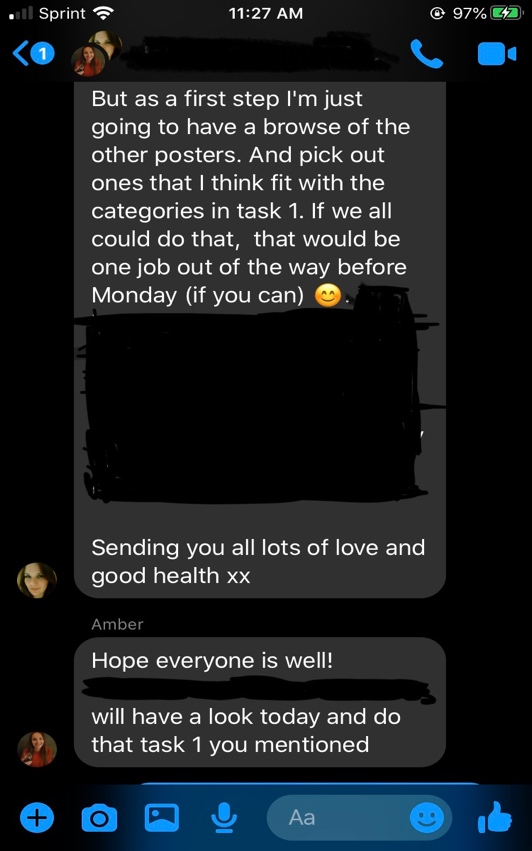 Sprint 11:27 AM 97%
1
But as a first step I'm just
going to have a browse of the
other posters. And pick out
ones that I think fit with the
categories in task 1. If we all
could do that,  that would be
one job out of the way before
Monday (if you can) 😊.
Sending you all lots of love and
good health xx
Amber
Hope everyone is well!
will have a look today and do
that task 1 you mentioned
Aa